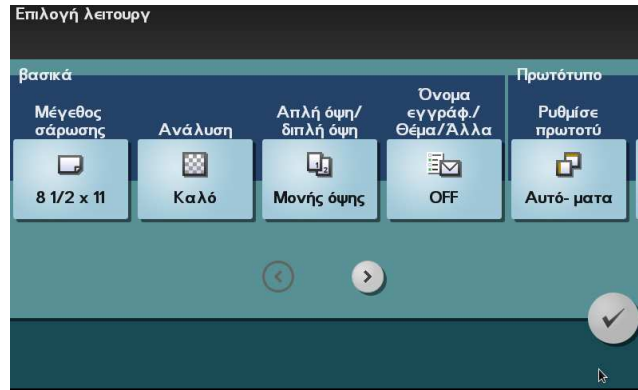 Επιλογή λειτουργ
βασικά
Πρωτότυπο
Μέγεθος
σάρωσης
Ανάλυση
Απλή όψη/
διπλή όψη
Όνομα
εγγράφ./
Θέμα/Άλλα
Ρυθμίσε
πρωτοτύ
8 1/2 x 11
Καλό
Μονής όψης
OFF
Αυτό- ματα